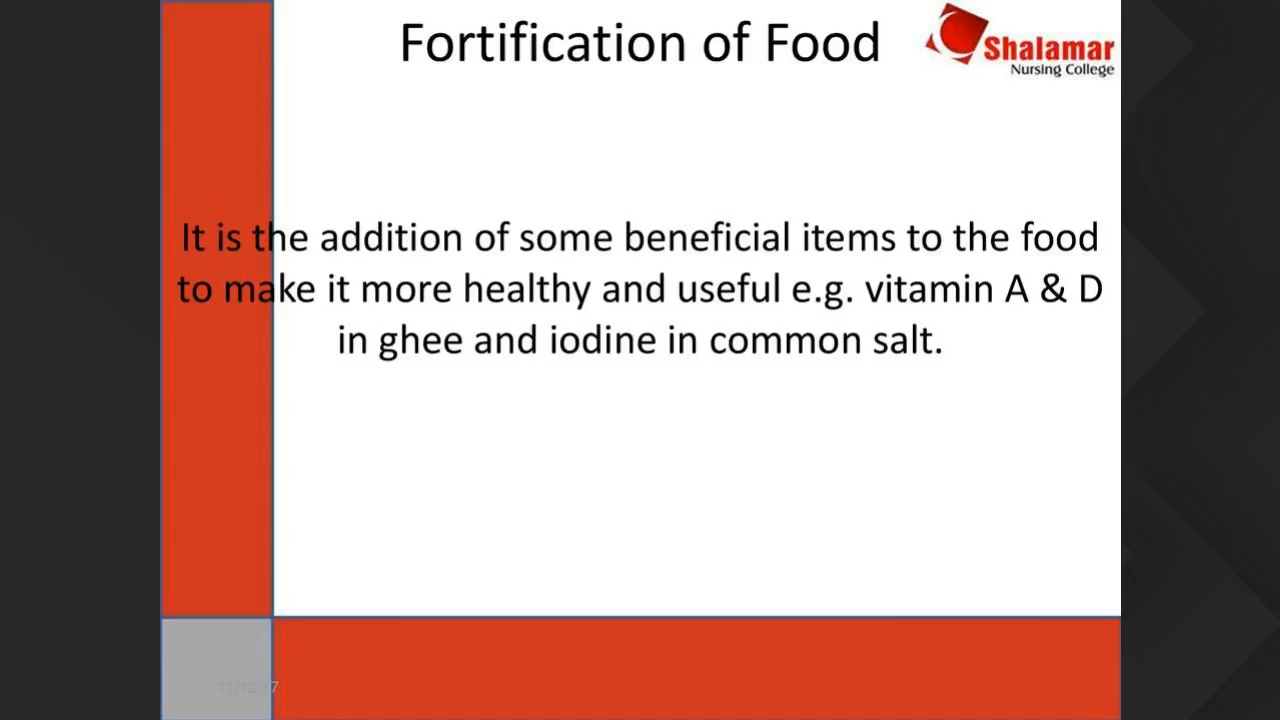 Fortification of Food
Shalamar
Nursing College
It is the addition of some beneficial items to the food
to make it more healthy and useful e.g. vitamin A & D
in ghee and iodine in common salt.